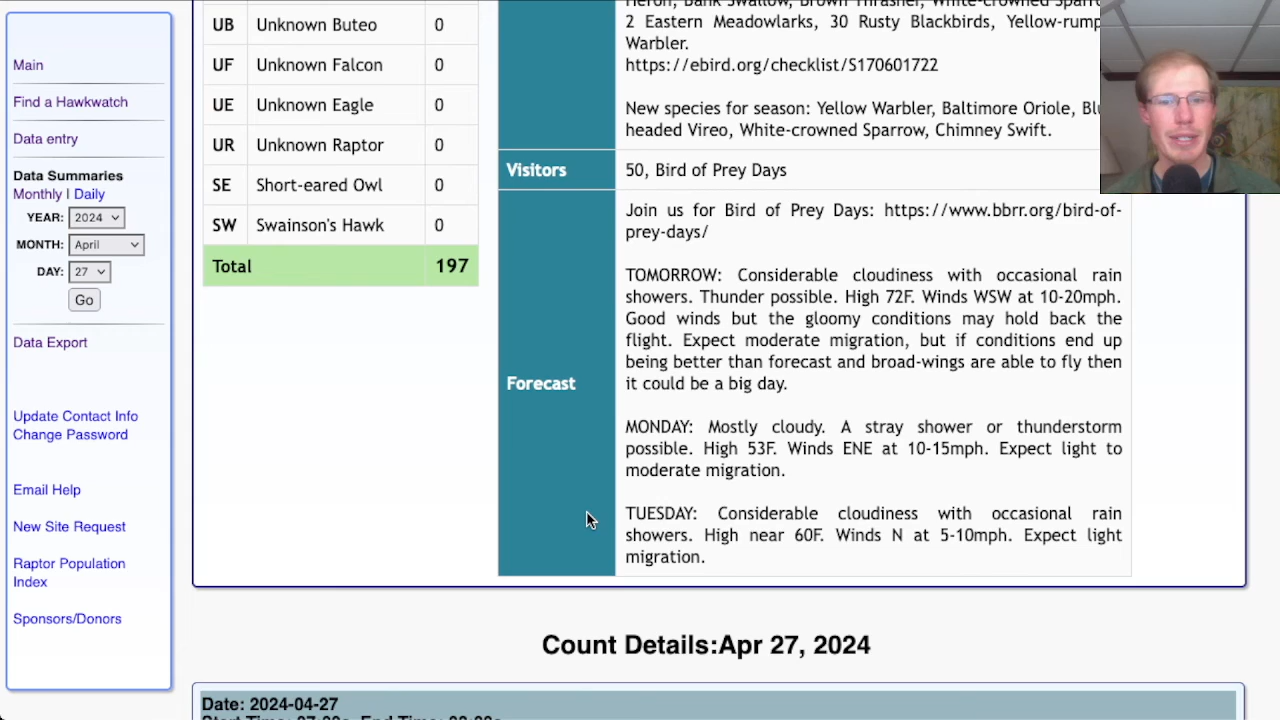 Main
Find a Hawkwatch
Data entry
Data Summaries
Monthly | Daily
YEAR: 2024
MONTH: April
DAY: 27
Go
Data Export
Update Contact Info
Change Password
Email Help
New Site Request
Raptor Population
Index
Sponsors/Donors
UB Unknown Buteo 0
UF Unknown Falcon 0
UE Unknown Eagle 0
UR Unknown Raptor 0
SE Short-eared Owl 0
SW Swainson's Hawk 0
Total 197
Heron, Bank Swallow, Brown Thrasher, White-crowned
2 Eastern Meadowlarks, 30 Rusty Blackbirds, Yellow-rump
Warbler.
https://ebird.org/checklist/S170601722
New species for season: Yellow Warbler, Baltimore Oriole,
headed Vireo, White-crowned Sparrow, Chimney Swift.
Visitors
50, Bird of Prey Days
Forecast
Join us for Bird of Prey Days: https://www.bbrr.org/bird-of-
prey-days/
TOMORROW: Considerable cloudiness with occasional rain
showers. Thunder possible. High 72F. Winds WSW at 10-20mph.
Good winds but the gloomy conditions may hold back the
flight. Expect moderate migration, but if conditions end up
being better than forecast and broad-wings are able to fly then
it could be a big day.
MONDAY: Mostly cloudy. A stray shower or thunderstorm
possible. High 53F. Winds ENE at 10-15mph. Expect light to
moderate migration.
TUESDAY: Considerable cloudiness with occasional rain
showers. High near 60F. Winds N at 5-10mph. Expect light
migration.
Count Details:Apr 27, 2024
Date: 2024-04-27